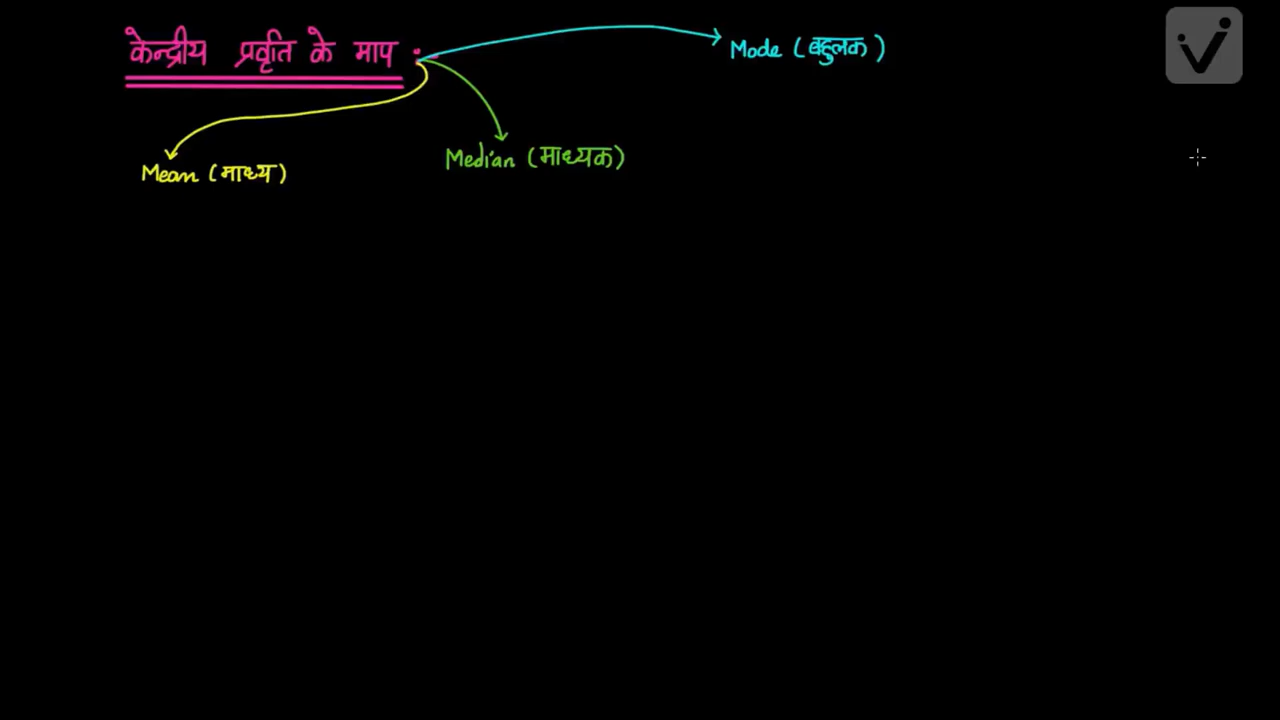 केन्द्रीय प्रवृति के माप :-
Mode (बहुलक)
Mean (माध्य)
Median (माध्यक)